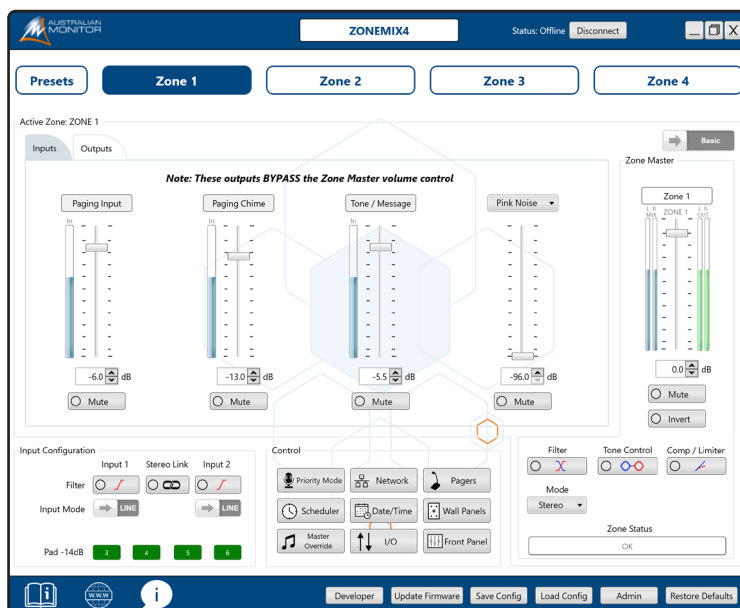 AUSTRALIAN
MONITOR
ZONEMIX4
Status: Offline
Disconnect
X
Presets
Zone 1
Zone 2
Zone 3
Zone 4
Active Zone: ZONE 1
Basic
Inputs
Outputs
Zone Master
Note: These outputs BYPASS the Zone Master volume control
Paging Input
Paging Chime
Tone / Message
Pink Noise
Zone 1
In
In
In
L R
MIX
ZONE 1
L R
OUT
-6.0 dB
-13.0 dB
-5.5 dB
-96.0 dB
0.0 dB
Mute
Mute
Mute
Mute
Mute
Invert
Input Configuration
Input 1
Stereo Link
Input 2
Filter
Input Mode
LINE
LINE
Pad -14dB
3
4
5
6
Control
Priority Mode
Network
Pagers
Scheduler
Date/Time
Wall Panels
Master
Override
I/O
Front Panel
Filter
Tone Control
Comp / Limiter
Mode
Stereo
Zone Status
OK
www
i
Developer
Update Firmware
Save Config
Load Config
Admin
Restore Defaults